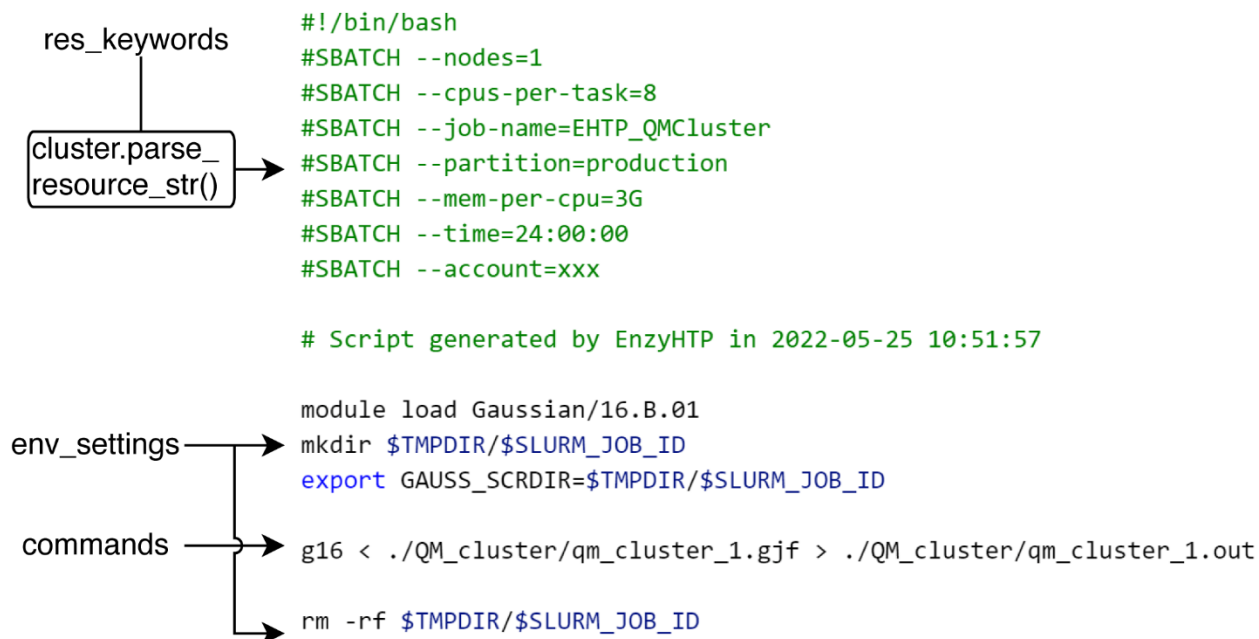 res_keywords
cluster.parse_
resource_str()
#!/bin/bash
#SBATCH --nodes=1
#SBATCH --cpus-per-task=8
#SBATCH --job-name=EHTP_QMCluster
#SBATCH --partition=production
#SBATCH --mem-per-cpu=3G
#SBATCH --time=24:00:00
#SBATCH --account=xxx
# Script generated by EnzyHTP in 2022-05-25 10:51:57
env_settings
module load Gaussian/16.B.01
mkdir $TMPDIR/$SLURM_JOB_ID
export GAUSS_SCRDIR=$TMPDIR/$SLURM_JOB_ID
commands
g16 < ./QM_cluster/qm_cluster_1.gjf > ./QM_cluster/qm_cluster_1.out
rm -rf $TMPDIR/$SLURM_JOB_ID